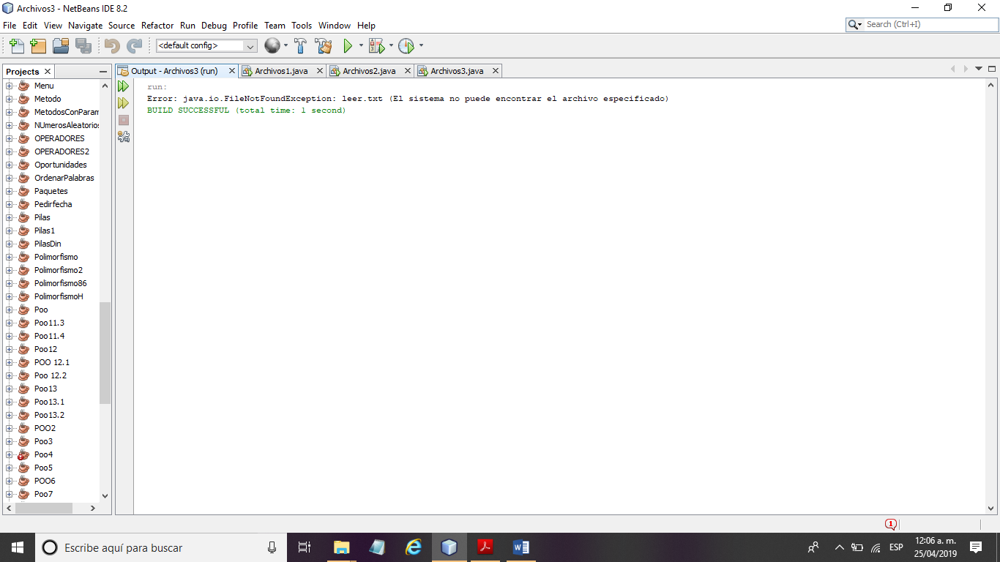 Archivos3 - NetBeans IDE 8.2
File Edit View Navigate Source Refactor Run Debug Profile Team Tools Window Help
Search (Ctrl+I)
<default config>
Projects
Output - Archivos3 (run)
Archivos1.java
Archivos2.java
Archivos3.java
Menu
Metodo
MetodosConParam
NUmerosAleatorios
OPERADORES
OPERADORES2
Oportunidades
OrdenarPalabras
Paquetes
Pedirfecha
Pilas
Pilas1
PilasDin
Polimorfismo
Polimorfismo2
Polimorfismo86
PolimorfismoH
Poo
Poo11.3
Poo11.4
Poo12
POO 12.1
Poo 12.2
Poo13
Poo13.1
Poo13.2
POO2
Poo3
Poo4
Poo5
POO6
Poo7
run:
Error: java.io.FileNotFoundException: leer.txt (El sistema no puede encontrar el archivo especificado)
BUILD SUCCESSFUL (total time: 1 second)
1
Escribe aquí para buscar
ESP
12:06 a. m.
25/04/2019